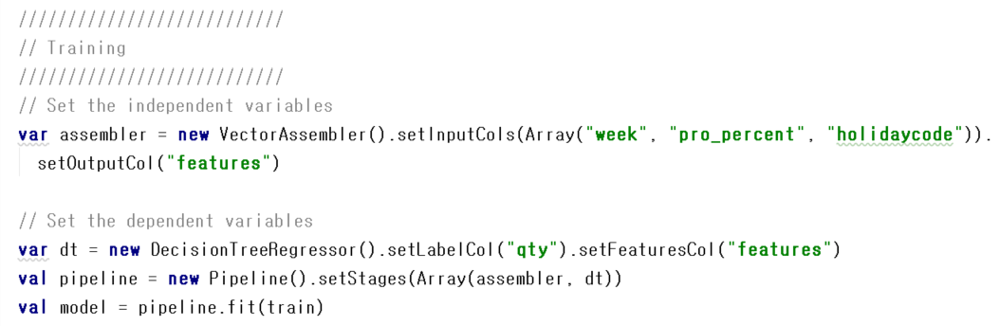 ///////////////////////////
// Training
///////////////////////////
// Set the independent variables
var assembler = new VectorAssembler().setInputCols(Array("week", "pro_percent", "holidaycode")).
setOutputCol("features")
// Set the dependent variables
var dt = new DecisionTreeRegressor().setLabelCol("qty").setFeaturesCol("features")
val pipeline = new Pipeline().setStages(Array(assembler, dt))
val model = pipeline.fit(train)